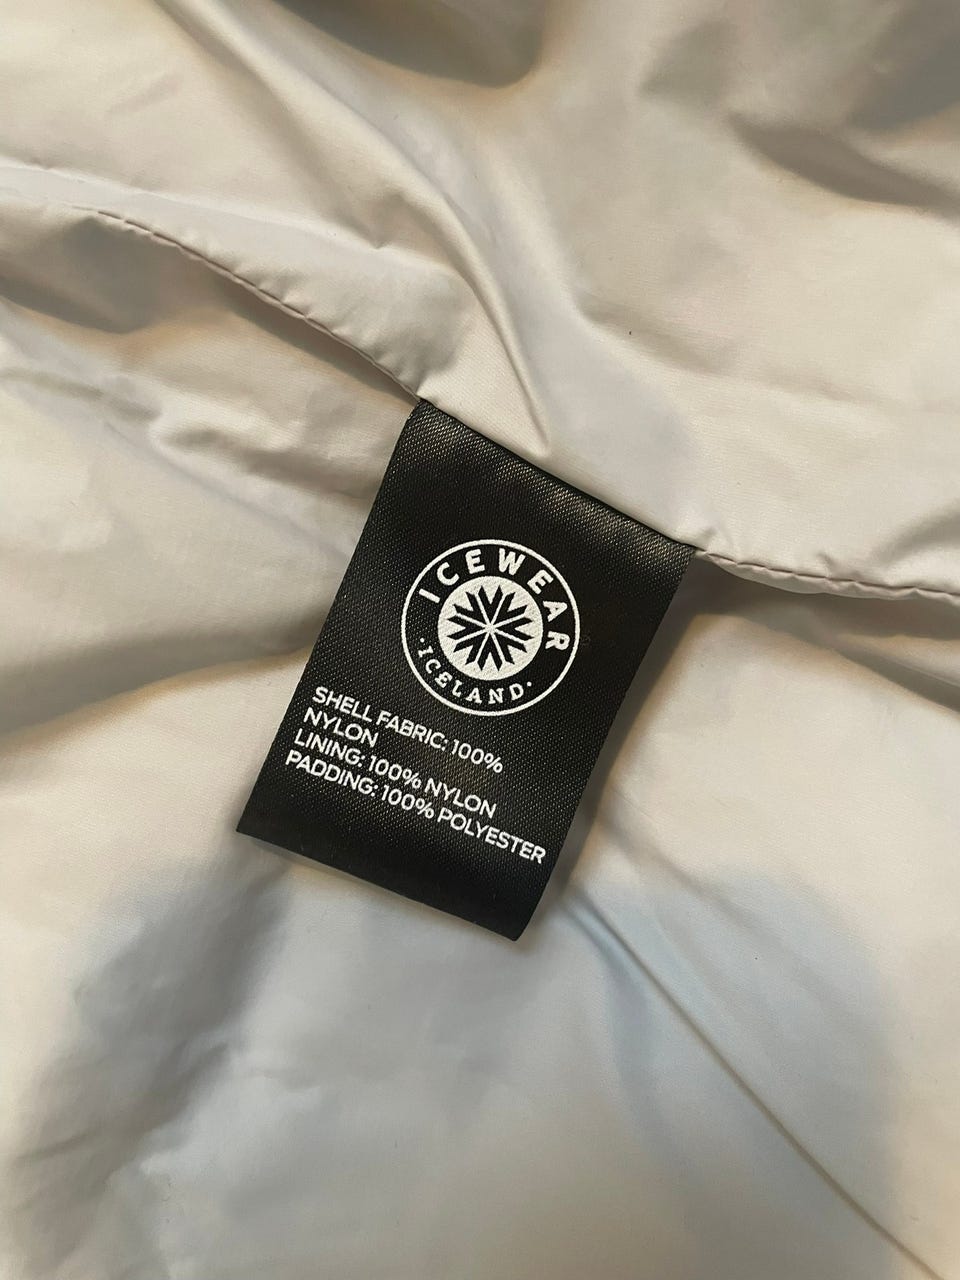 ICEWEAR
·ICELAND·
SHELL FABRIC: 100%
NYLON
LINING: 100% NYLON
PADDING: 100% POLYESTER